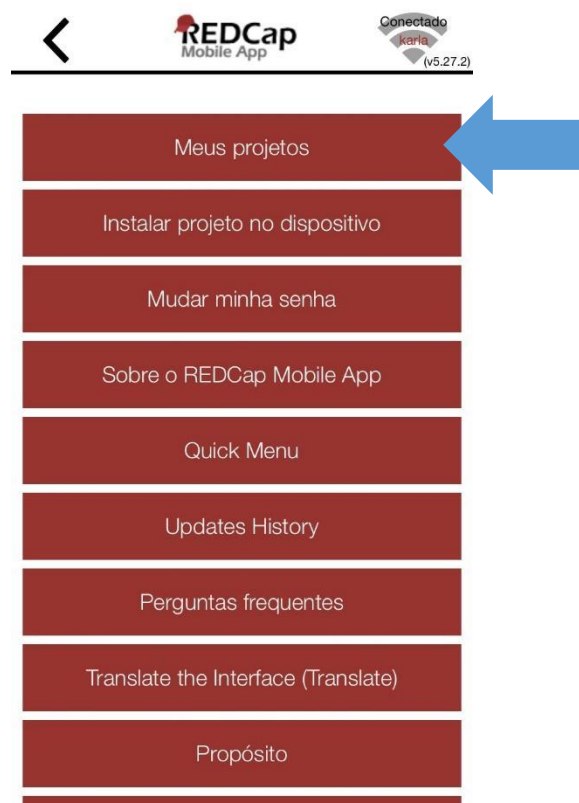 REDCap
Mobile App
Conectado
karla
(v5.27.2)
Meus projetos
Instalar projeto no dispositivo
Mudar minha senha
Sobre o REDCap Mobile App
Quick Menu
Updates History
Perguntas frequentes
Translate the Interface (Translate)
Propósito